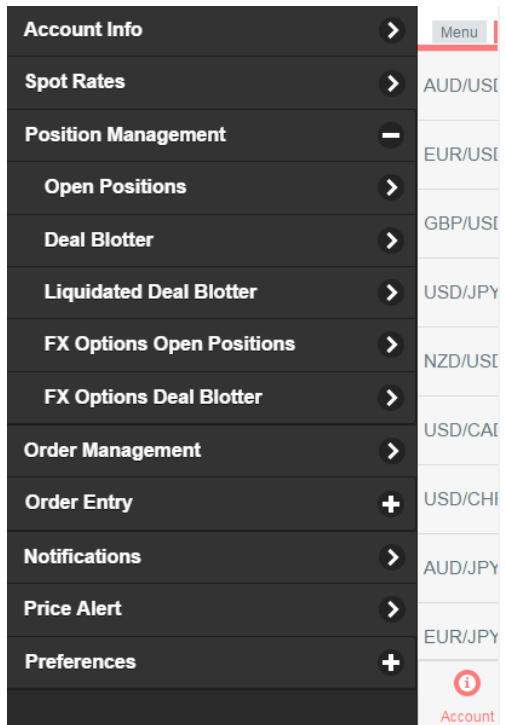 Account Info
Spot Rates
Position Management
Open Positions
Deal Blotter
Liquidated Deal Blotter
FX Options Open Positions
FX Options Deal Blotter
Order Management
Order Entry
Notifications
Price Alert
Preferences
Menu
AUD/USD
EUR/USD
GBP/USD
USD/JPY
NZD/USD
USD/CAD
USD/CHF
AUD/JPY
EUR/JPY
Account